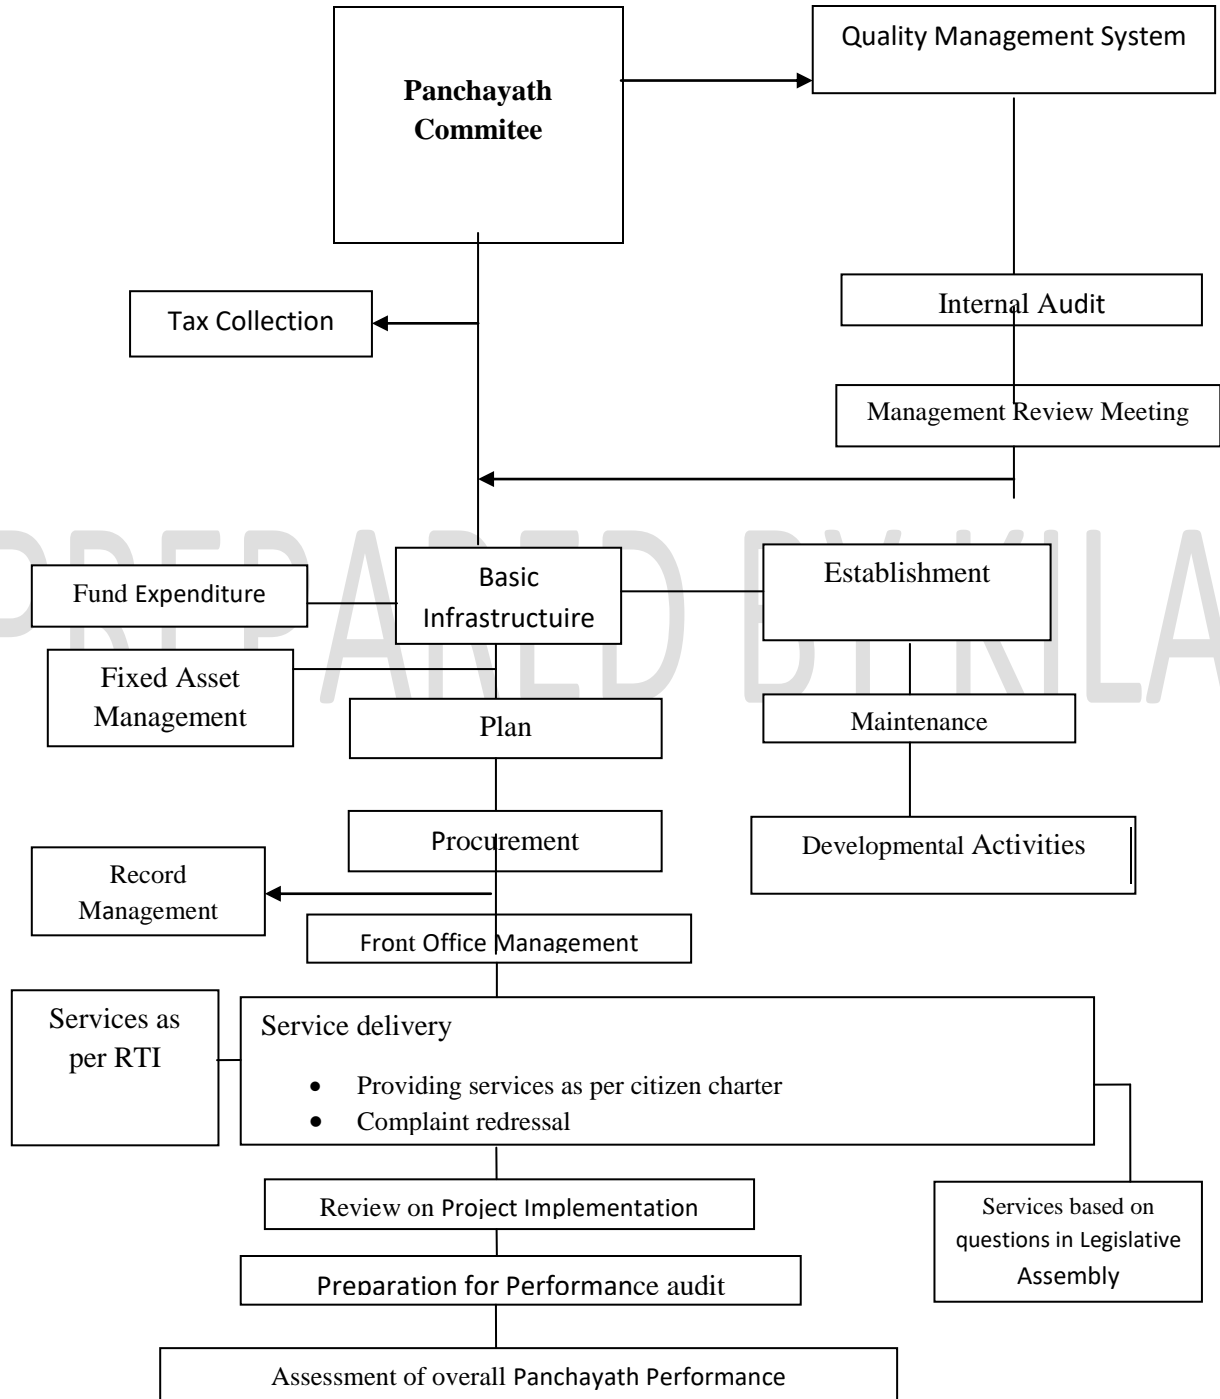 Quality Management System
Panchayath
Commitee
Tax Collection
Internal Audit
Management Review Meeting
PREPARED BY KILA
Fund Expenditure
Basic
Infrastructuire
Establishment
Fixed Asset
Management
Plan
Maintenance
Procurement
Developmental Activities
Record
Management
Front Office Management
Services as
per RTI
Service delivery
• Providing services as per citizen charter
• Complaint redressal
Review on Project Implementation
Services based on
questions in Legislative
Assembly
Preparation for Performance audit
Assessment of overall Panchayath Performance